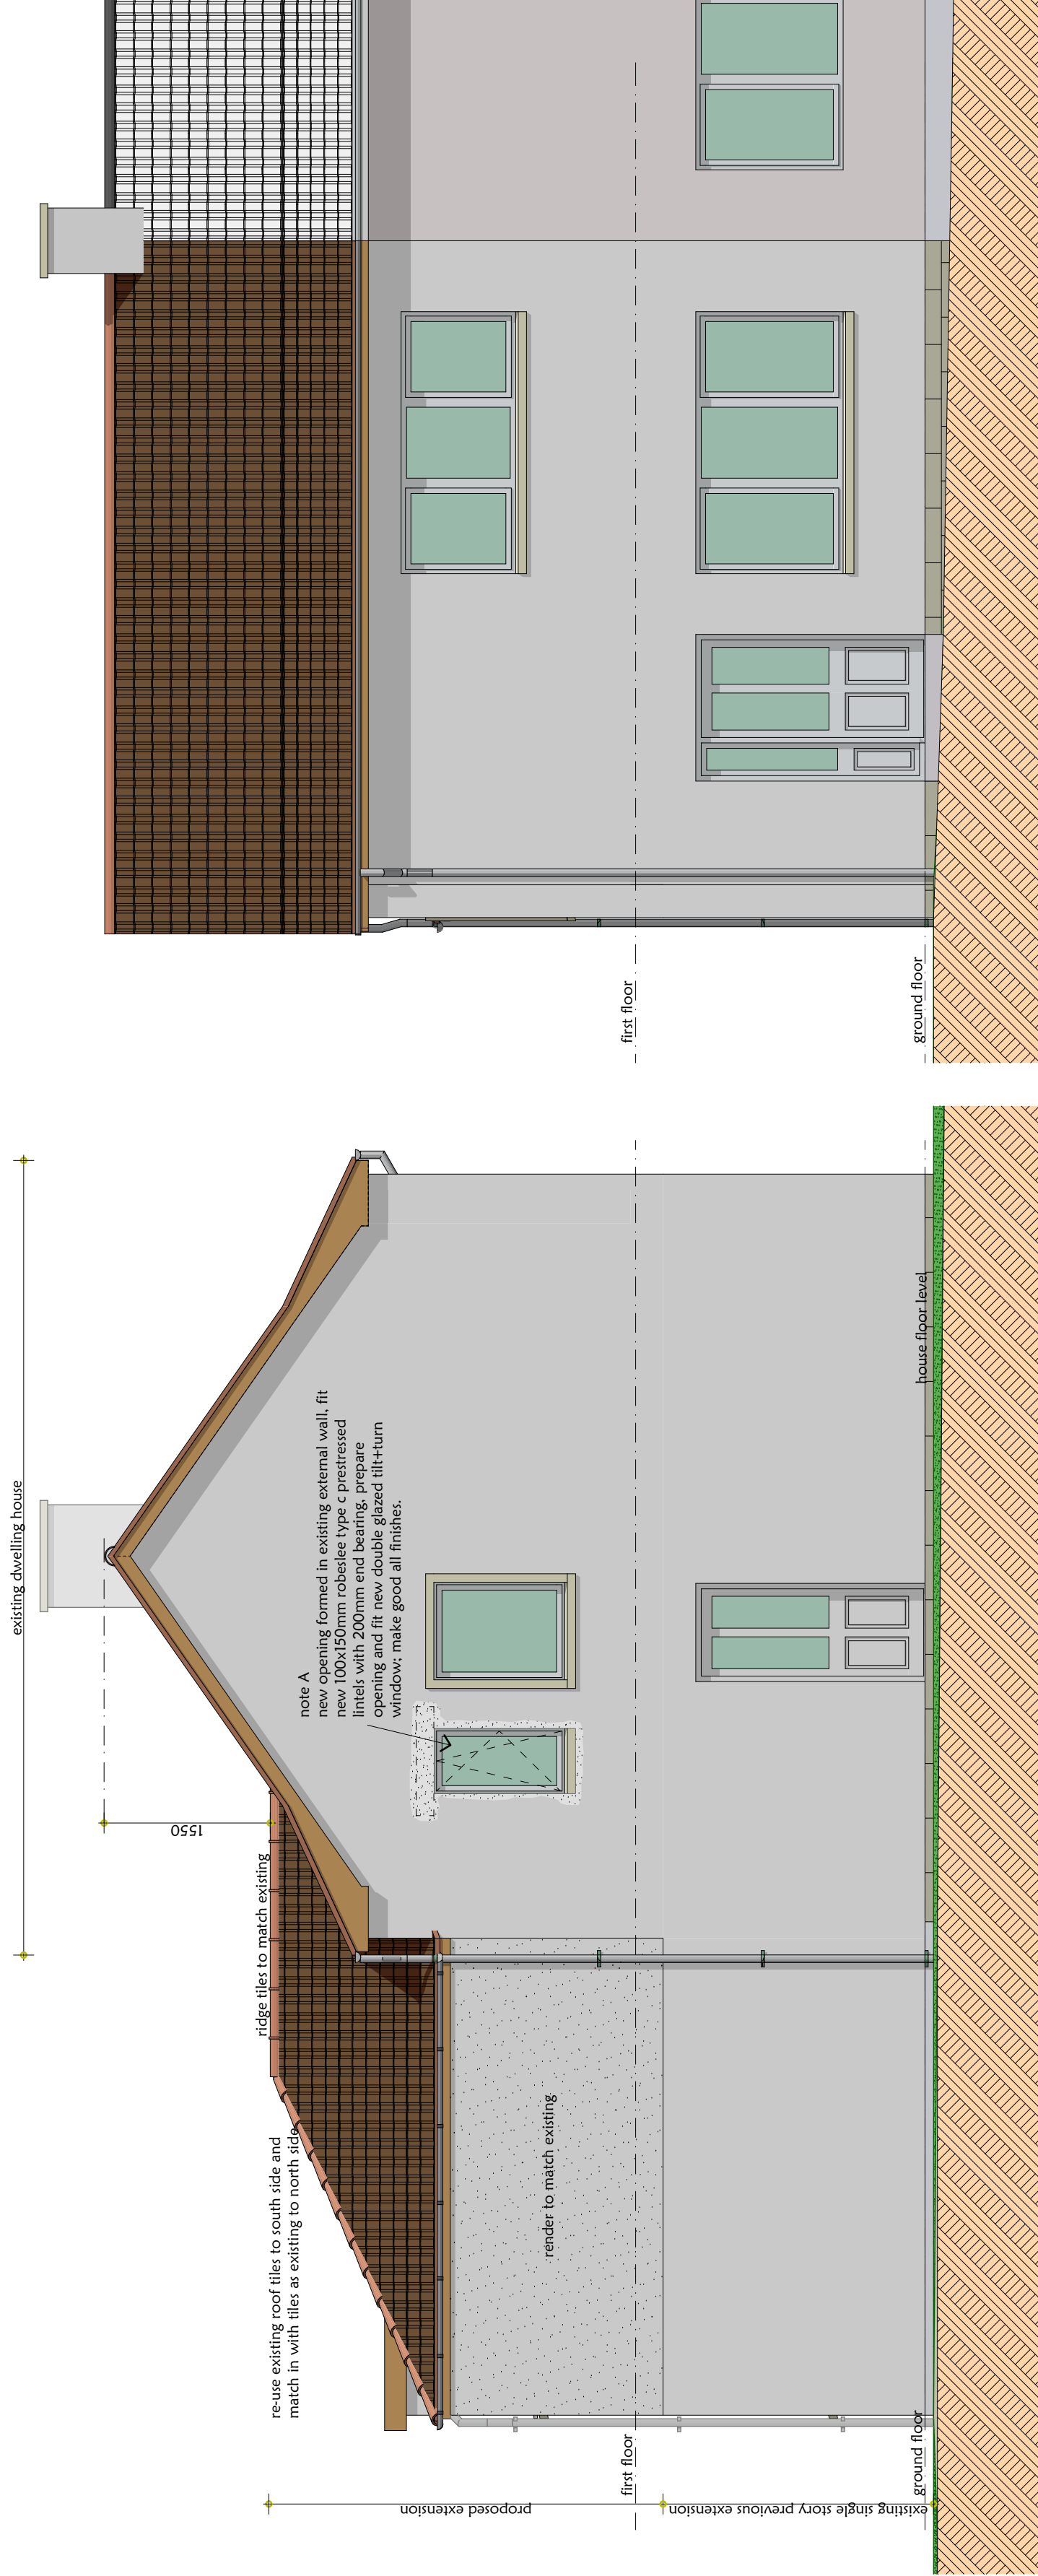 existing dwelling house
note A
new opening formed in existing external wall, fit
new 100x150mm robeslee type c prestressed
lintels with 200mm end bearing, prepare
opening and fit new double glazed tilt+turn
window; make good all finishes.
1550
ridge tiles to match existing
re-use existing roof tiles to south side and
match in with tiles as existing to north side
render to match existing
house floor level
first floor
ground floor
proposed extension
existing single story previous extension
first floor
ground floor